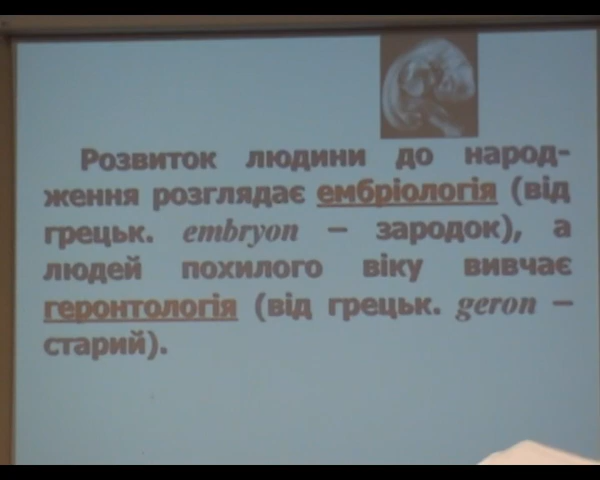 Розвиток людини до народ-
ження розглядає ембріологія (від
грецьк. embryon – зародок), а
людей похилого віку вивчає
геронтологія (від грецьк. geron –
старий).